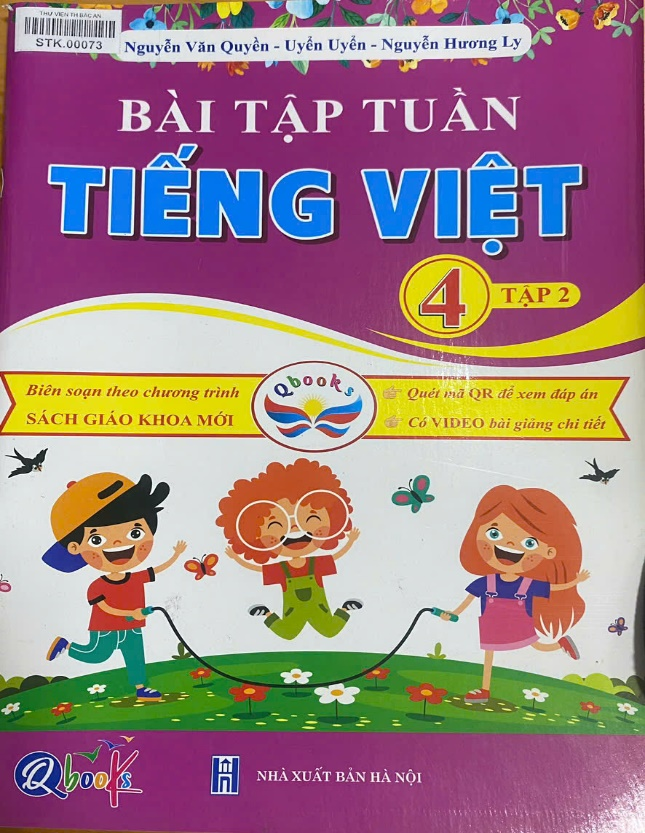 THƯ VIỆN TH BẮC AN
STK.00073
Nguyễn Văn Quyền - Uyển Uyển - Nguyễn Hương Ly
BÀI TẬP TUẦN
TIẾNG VIỆT
4 TẬP 2
Biên soạn theo chương trình
SÁCH GIÁO KHOA MỚI
Qbooks
Quét mã QR để xem đáp án
Có VIDEO bài giảng chi tiết
Qbooks
NHÀ XUẤT BẢN HÀ NỘI